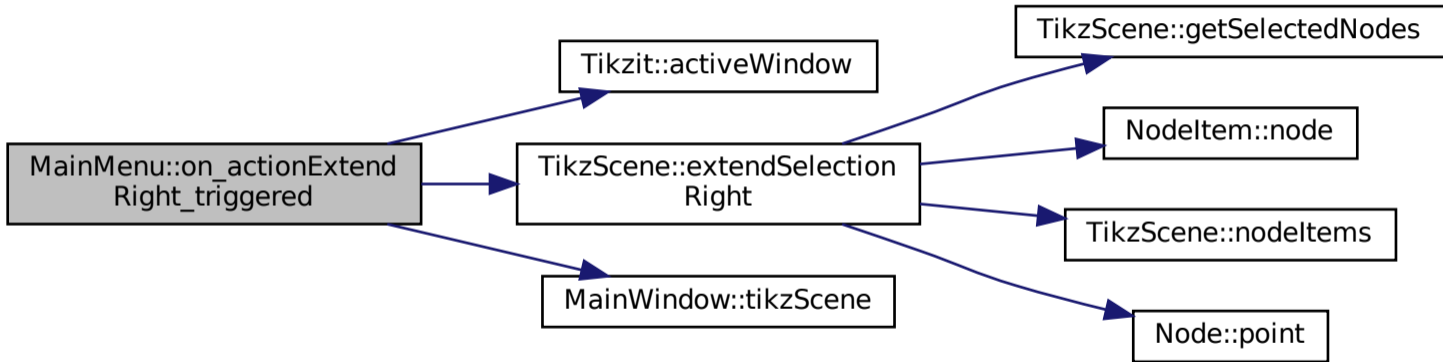 MainMenu::on_actionExtend
Right_triggered
Tikzit::activeWindow
TikzScene::extendSelection
Right
MainWindow::tikzScene
TikzScene::getSelectedNodes
NodeItem::node
TikzScene::nodeItems
Node::point